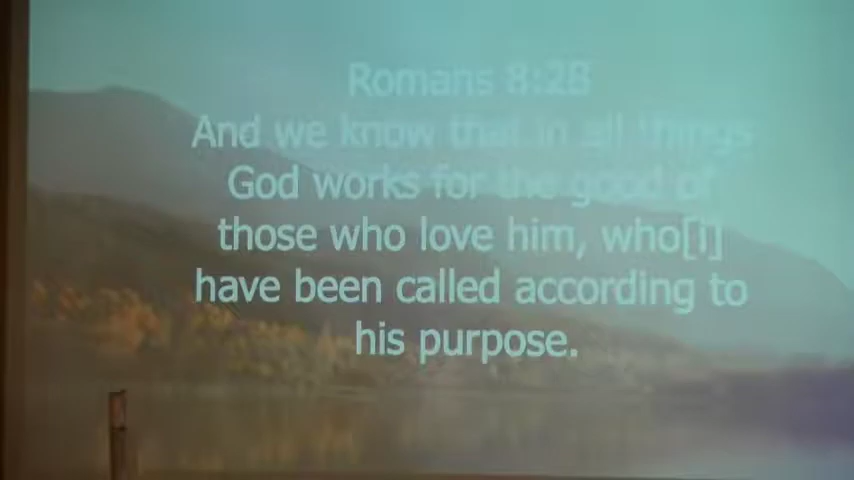 Romans 8:28
And we know that in all things
God works for the good of
those who love him, who[i]
have been called according to
his purpose.